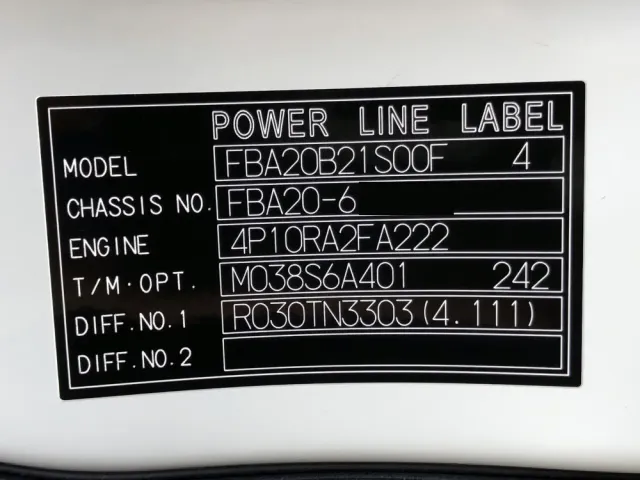 POWER LINE LABEL
MODEL FBA20B21S00F 4
CHASSIS NO. FBA20-6
ENGINE 4P10RA2FA222
T/M·OPT. M038S6A401 242
DIFF.NO.1 R030TN3303(4.111)
DIFF.NO.2